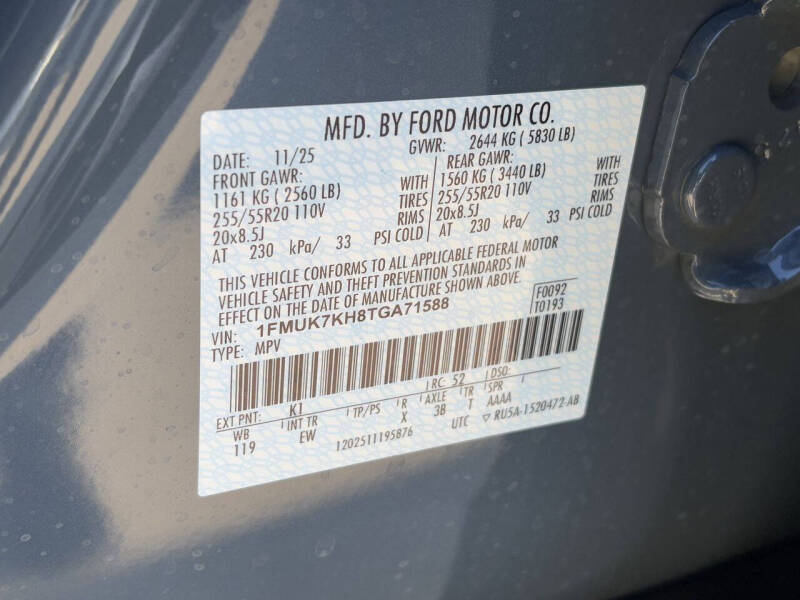 MFD. BY FORD MOTOR CO.
DATE: 11/25 GVWR: 2644 KG ( 5830 LB)
FRONT GAWR: REAR GAWR:
1161 KG ( 2560 LB) WITH 1560 KG ( 3440 LB) WITH
255/55R20 110V TIRES 255/55R20 110V TIRES
20x8.5J RIMS 20x8.5J RIMS
AT 230 kPa/ 33 PSI COLD AT 230 kPa/ 33 PSI COLD
THIS VEHICLE CONFORMS TO ALL APPLICABLE FEDERAL MOTOR
VEHICLE SAFETY AND THEFT PREVENTION STANDARDS IN
EFFECT ON THE DATE OF MANUFACTURE SHOWN ABOVE.
VIN: 1FMUK7KH8TGA71588 F0092
TYPE: MPV T0193
EXT PNT: K1 RC: 52 DSO:
WB INT TR TP/PS R AXLE TR SPR
119 EW X 3B T AAAA
1202511195876 UTC ▽ RU5A-1520472-AB